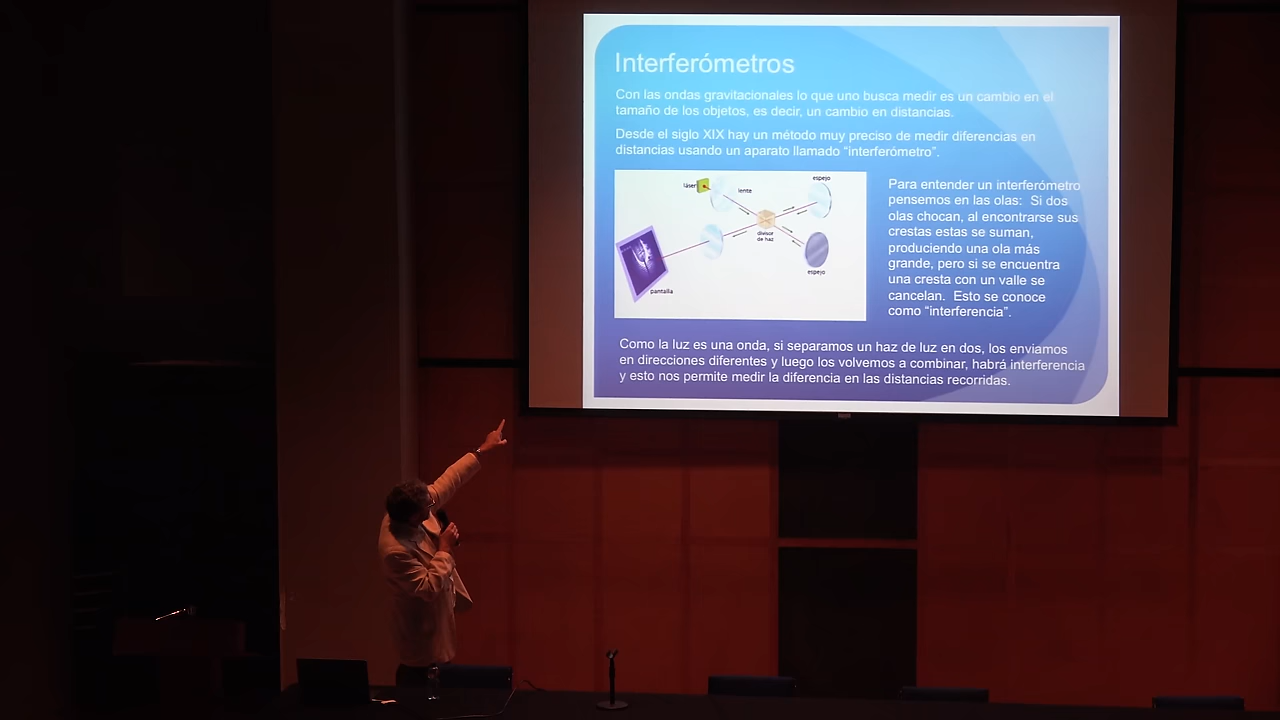 Interferómetros
Con las ondas gravitacionales lo que uno busca medir es un cambio en el
tamaño de los objetos, es decir, un cambio en distancias.
Desde el siglo XIX hay un método muy preciso de medir diferencias en
distancias usando un aparato llamado “interferómetro”.
láser
lente
espejo
divisor
de haz
espejo
pantalla
Para entender un interferómetro
pensemos en las olas: Si dos
olas chocan, al encontrarse sus
crestas estas se suman,
produciendo una ola más
grande, pero si se encuentra
una cresta con un valle se
cancelan. Esto se conoce
como “interferencia”.
Como la luz es una onda, si separamos un haz de luz en dos, los enviamos
en direcciones diferentes y luego los volvemos a combinar, habrá interferencia
y esto nos permite medir la diferencia en las distancias recorridas.